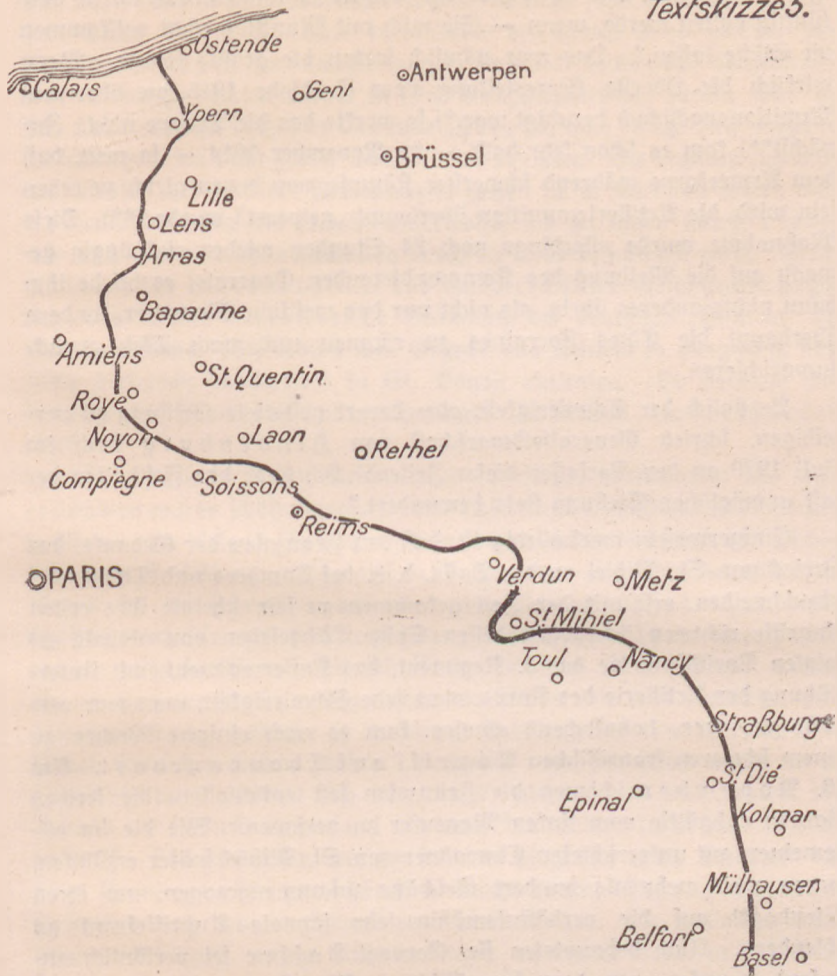 Textskizze 5.
Ostende
Calais
Gent
Antwerpen
Ypern
Brüssel
Lille
Lens
Arras
Bapaume
Amiens
St. Quentin
Roye
Noyon
Laon
Rethel
Compiègne
Soissons
Reims
PARIS
Verdun
Metz
St. Mihiel
Toul
Nancy
Straßburg
St. Dié
Epinal
Kolmar
Mülhausen
Belfort
Basel